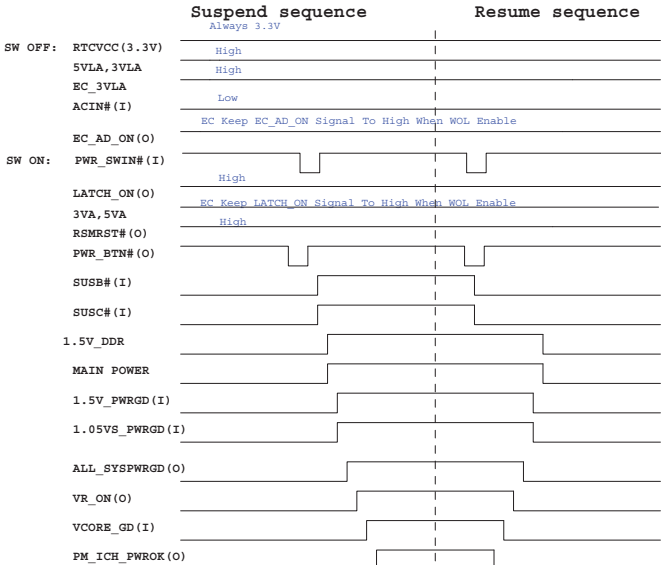 Suspend sequence Resume sequence
Always 3.3V
SW OFF: RTCVCC(3.3V)
High
5VLA,3VLA
High
EC_3VLA
Low
ACIN#(I)
EC Keep EC_AD_ON Signal To High When WOL Enable
EC_AD_ON(O)
SW ON: PWR_SWIN#(I)
High
LATCH_ON(O)
EC Keep LATCH_ON Signal To High When WOL Enable
3VA,5VA
High
RSMRST#(O)
PWR_BTN#(O)
SUSB#(I)
SUSC#(I)
1.5V_DDR
MAIN POWER
1.5V_PWRGD(I)
1.05VS_PWRGD(I)
ALL_SYSPWRGD(O)
VR_ON(O)
VCORE_GD(I)
PM_ICH_PWROK(O)